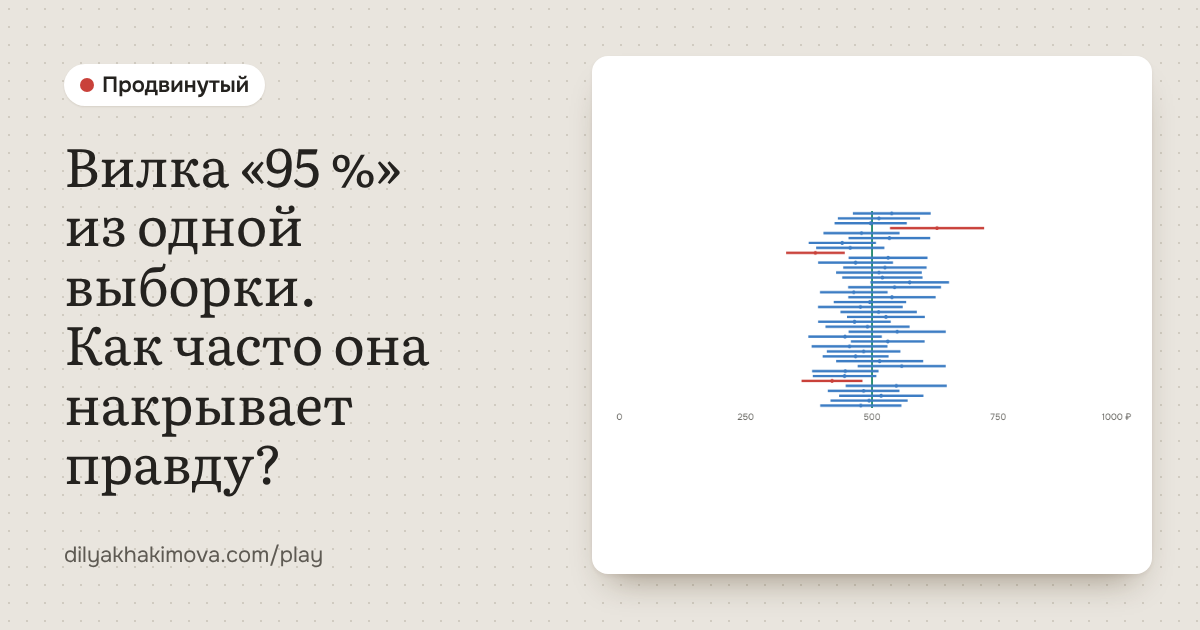 Продвинутый
Вилка «95 %»
из одной
выборки.
Как часто она
накрывает
правду?
dilyakhakimova.com/play
0 250 500 750 1000 ₽